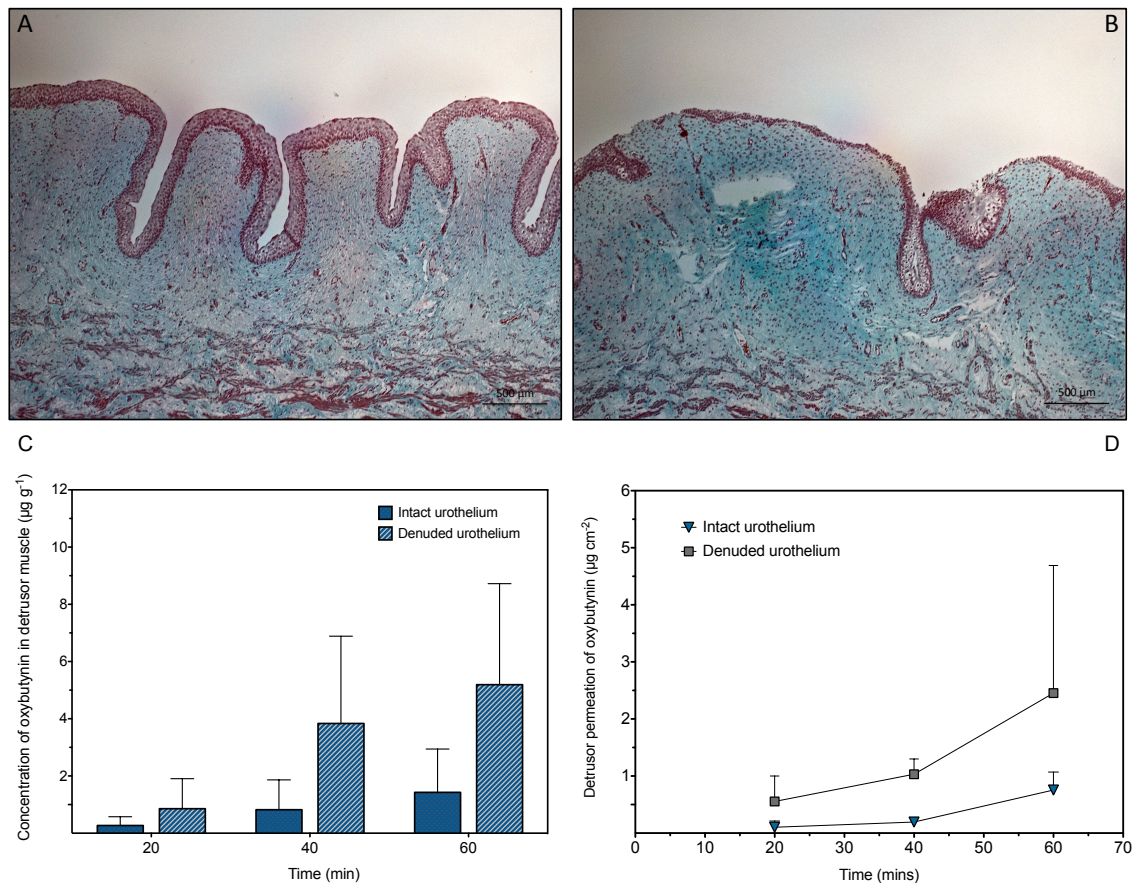 A
B
500 µm
500 µm
C
D
Concentration of oxybutynin in detrusor muscle (µg g⁻¹)
12
10
8
6
4
2
Intact urothelium
Denuded urothelium
20
40
60
Time (min)
Detrusor permeation of oxybutynin (µg cm⁻²)
6
5
4
3
2
1
Intact urothelium
Denuded urothelium
0
10
20
30
40
50
60
70
Time (mins)